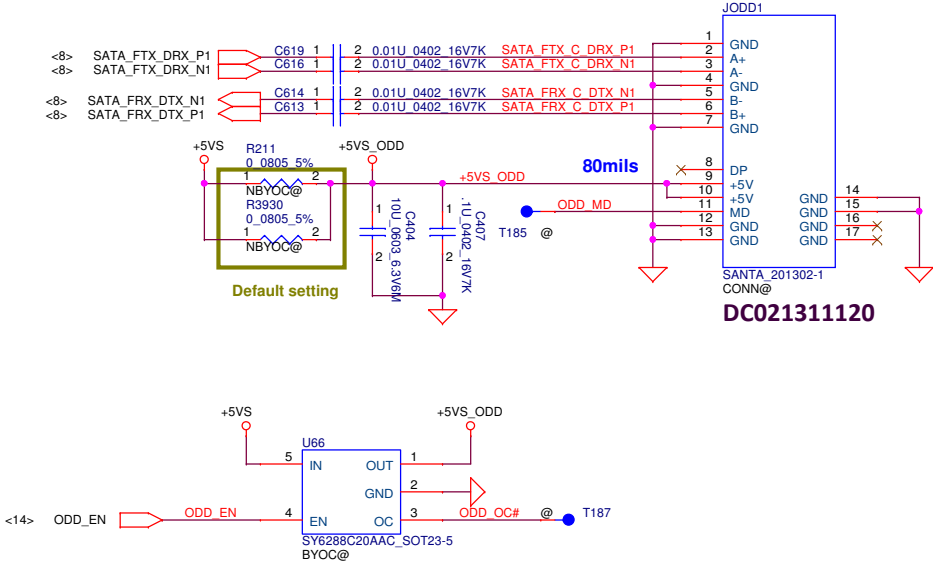 JODD1
<8> SATA_FTX_DRX_P1 C619 1 2 0.01U_0402_16V7K SATA_FTX_C_DRX_P1
<8> SATA_FTX_DRX_N1 C616 1 2 0.01U_0402_16V7K SATA_FTX_C_DRX_N1
<8> SATA_FRX_DTX_N1 C614 1 2 0.01U_0402_16V7K SATA_FRX_C_DTX_N1
<8> SATA_FRX_DTX_P1 C613 1 2 0.01U_0402_16V7K SATA_FRX_C_DTX_P1
1 GND
2 A+
3 A-
4 GND
5 B-
6 B+
7 GND
8 DP
9 +5V
10 +5V
11 MD
12 GND
13 GND
GND 14
GND 15
GND 16
GND 17
SANTA_201302-1
CONN@
DC021311120
+5VS
R211
0_0805_5%
1 2
NBYOC@
R3930
0_0805_5%
1 2
NBYOC@
Default setting
+5VS_ODD
+5VS_ODD
80mils
1
2
C404
10U_0603_6.3V6M
1
2
C407
.1U_0402_16V7K
T185 @ ODD_MD
+5VS
+5VS_ODD
U66
5 IN OUT 1
GND 2
<14> ODD_EN ODD_EN 4 EN OC 3 ODD_OC# @ T187
SY6288C20AAC_SOT23-5
BYOC@